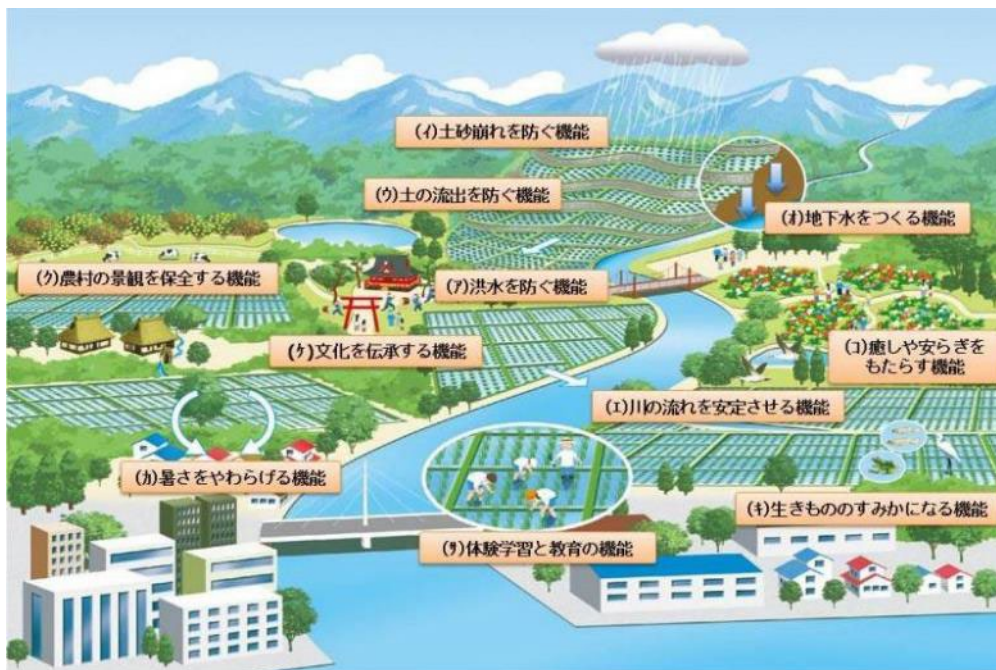 (イ)土砂崩れを防ぐ機能
(ウ)土の流出を防ぐ機能
(オ)地下水をつくる機能
(ク)農村の景観を保全する機能
(ア)洪水を防ぐ機能
(ケ)文化を伝承する機能
(コ)癒しや安らぎを
もたらす機能
(エ)川の流れを安定させる機能
(カ)暑さをやわらげる機能
(キ)生きもののすみかになる機能
(サ)体験学習と教育の機能